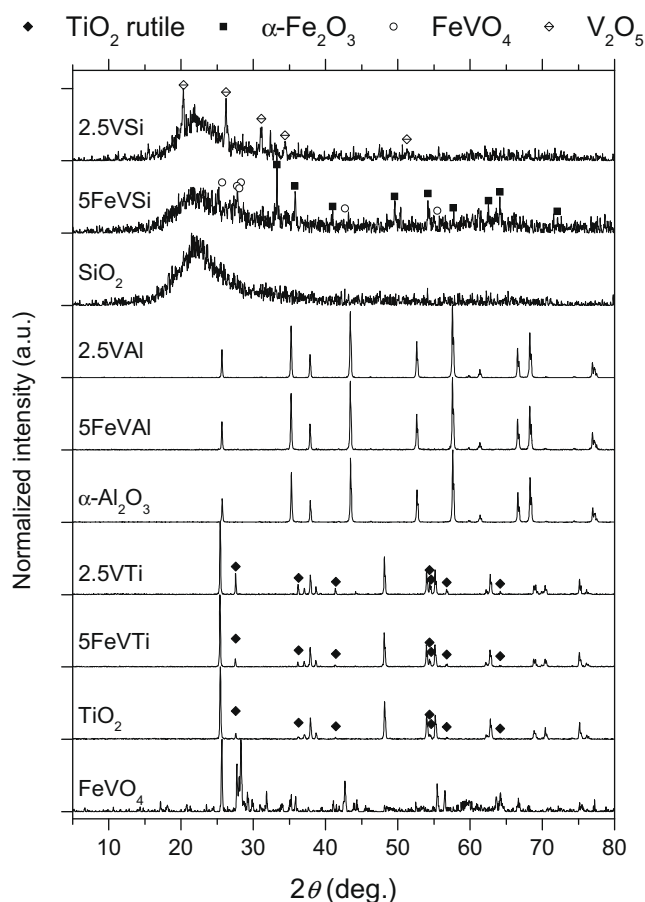 ◆ TiO₂ rutile ■ α-Fe₂O₃ ○ FeVO₄ ⟐ V₂O₅
2.5VSi
5FeVSi
SiO₂
2.5VAl
5FeVAl
α-Al₂O₃
2.5VTi
5FeVTi
TiO₂
FeVO₄
Normalized intensity (a.u.)
10 20 30 40 50 60 70 80
2θ (deg.)